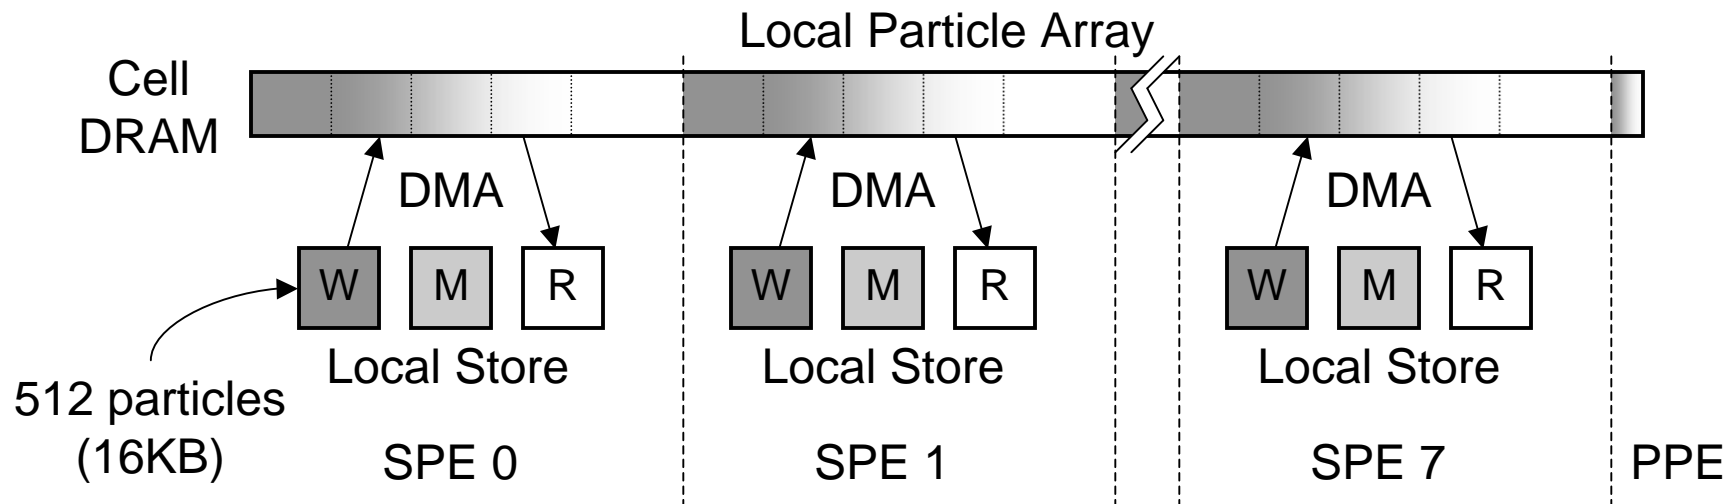 Local Particle Array
Cell
DRAM
DMA
DMA
DMA
W M R
W M R
W M R
Local Store
Local Store
Local Store
512 particles
(16KB)
SPE 0
SPE 1
SPE 7
PPE